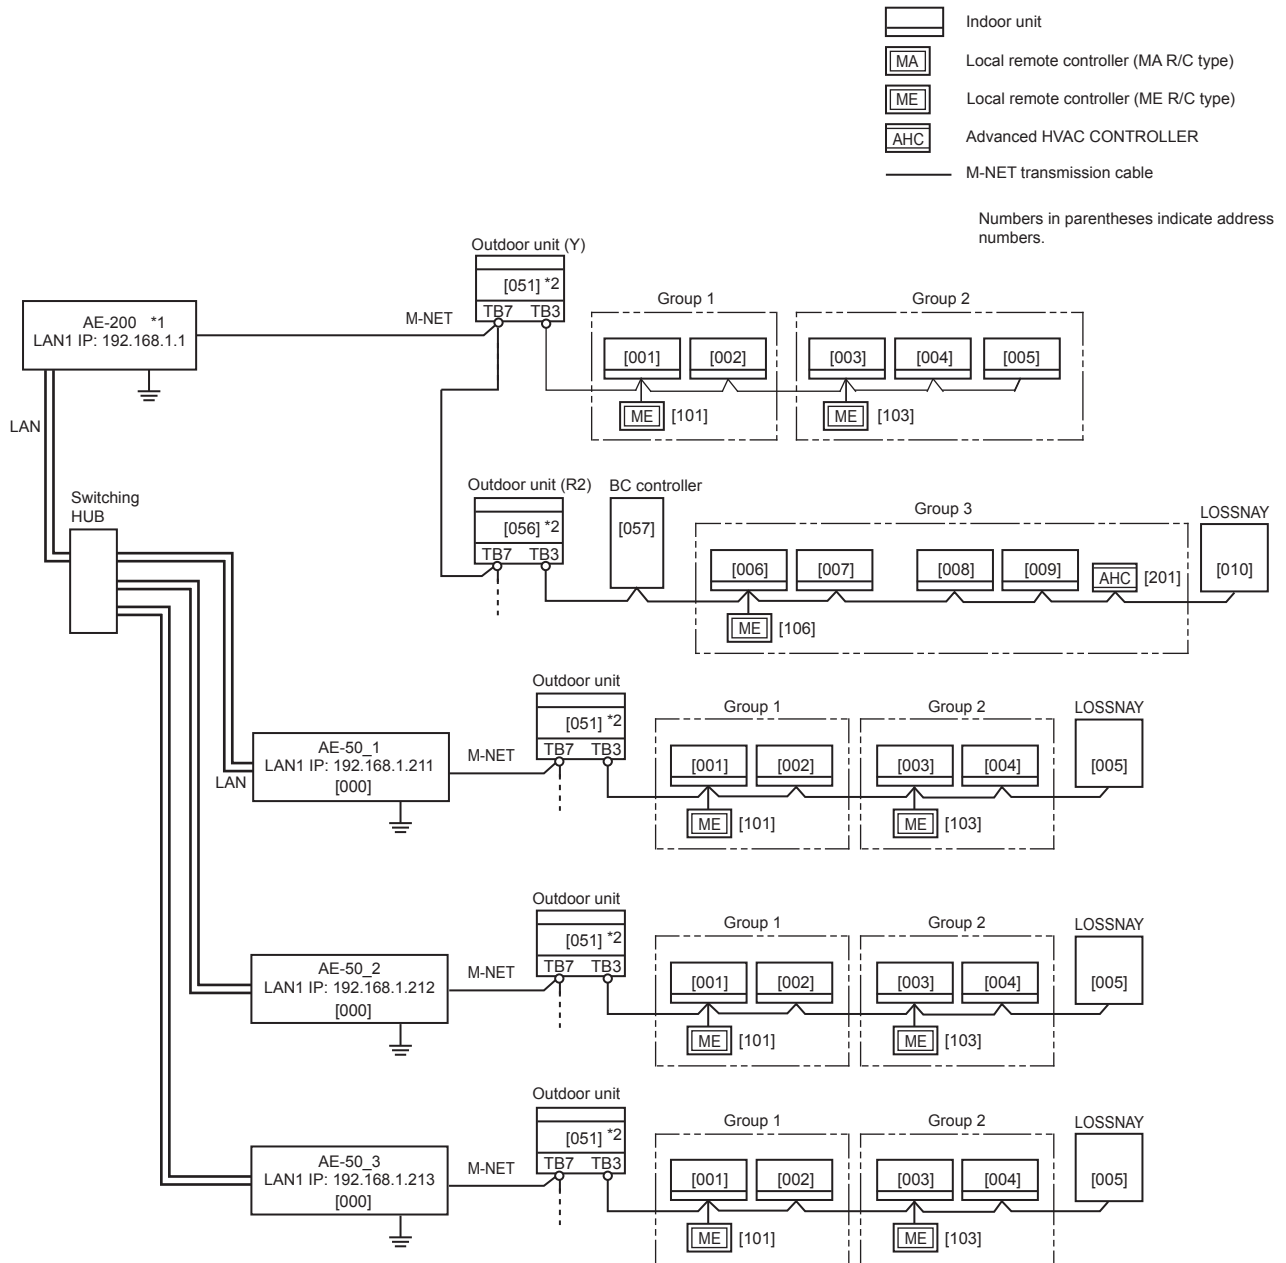 Indoor unit
MA Local remote controller (MA R/C type)
ME Local remote controller (ME R/C type)
AHC Advanced HVAC CONTROLLER
M-NET transmission cable
Numbers in parentheses indicate address
numbers.
Outdoor unit (Y)
[051] *2
TB7 TB3
AE-200 *1
LAN1 IP: 192.168.1.1
M-NET
Group 1
[001] [002]
ME [101]
Group 2
[003] [004] [005]
ME [103]
LAN
Switching
HUB
Outdoor unit (R2)
[056] *2
TB7 TB3
BC controller
[057]
Group 3
[006] [007] [008] [009] AHC [201]
ME [106]
LOSSNAY
[010]
Outdoor unit
[051] *2
TB7 TB3
AE-50_1
LAN1 IP: 192.168.1.211
[000]
LAN
M-NET
Group 1
[001] [002]
ME [101]
Group 2
[003] [004]
ME [103]
LOSSNAY
[005]
Outdoor unit
[051] *2
TB7 TB3
AE-50_2
LAN1 IP: 192.168.1.212
[000]
M-NET
Group 1
[001] [002]
ME [101]
Group 2
[003] [004]
ME [103]
LOSSNAY
[005]
Outdoor unit
[051] *2
TB7 TB3
AE-50_3
LAN1 IP: 192.168.1.213
[000]
M-NET
Group 1
[001] [002]
ME [101]
Group 2
[003] [004]
ME [103]
LOSSNAY
[005]